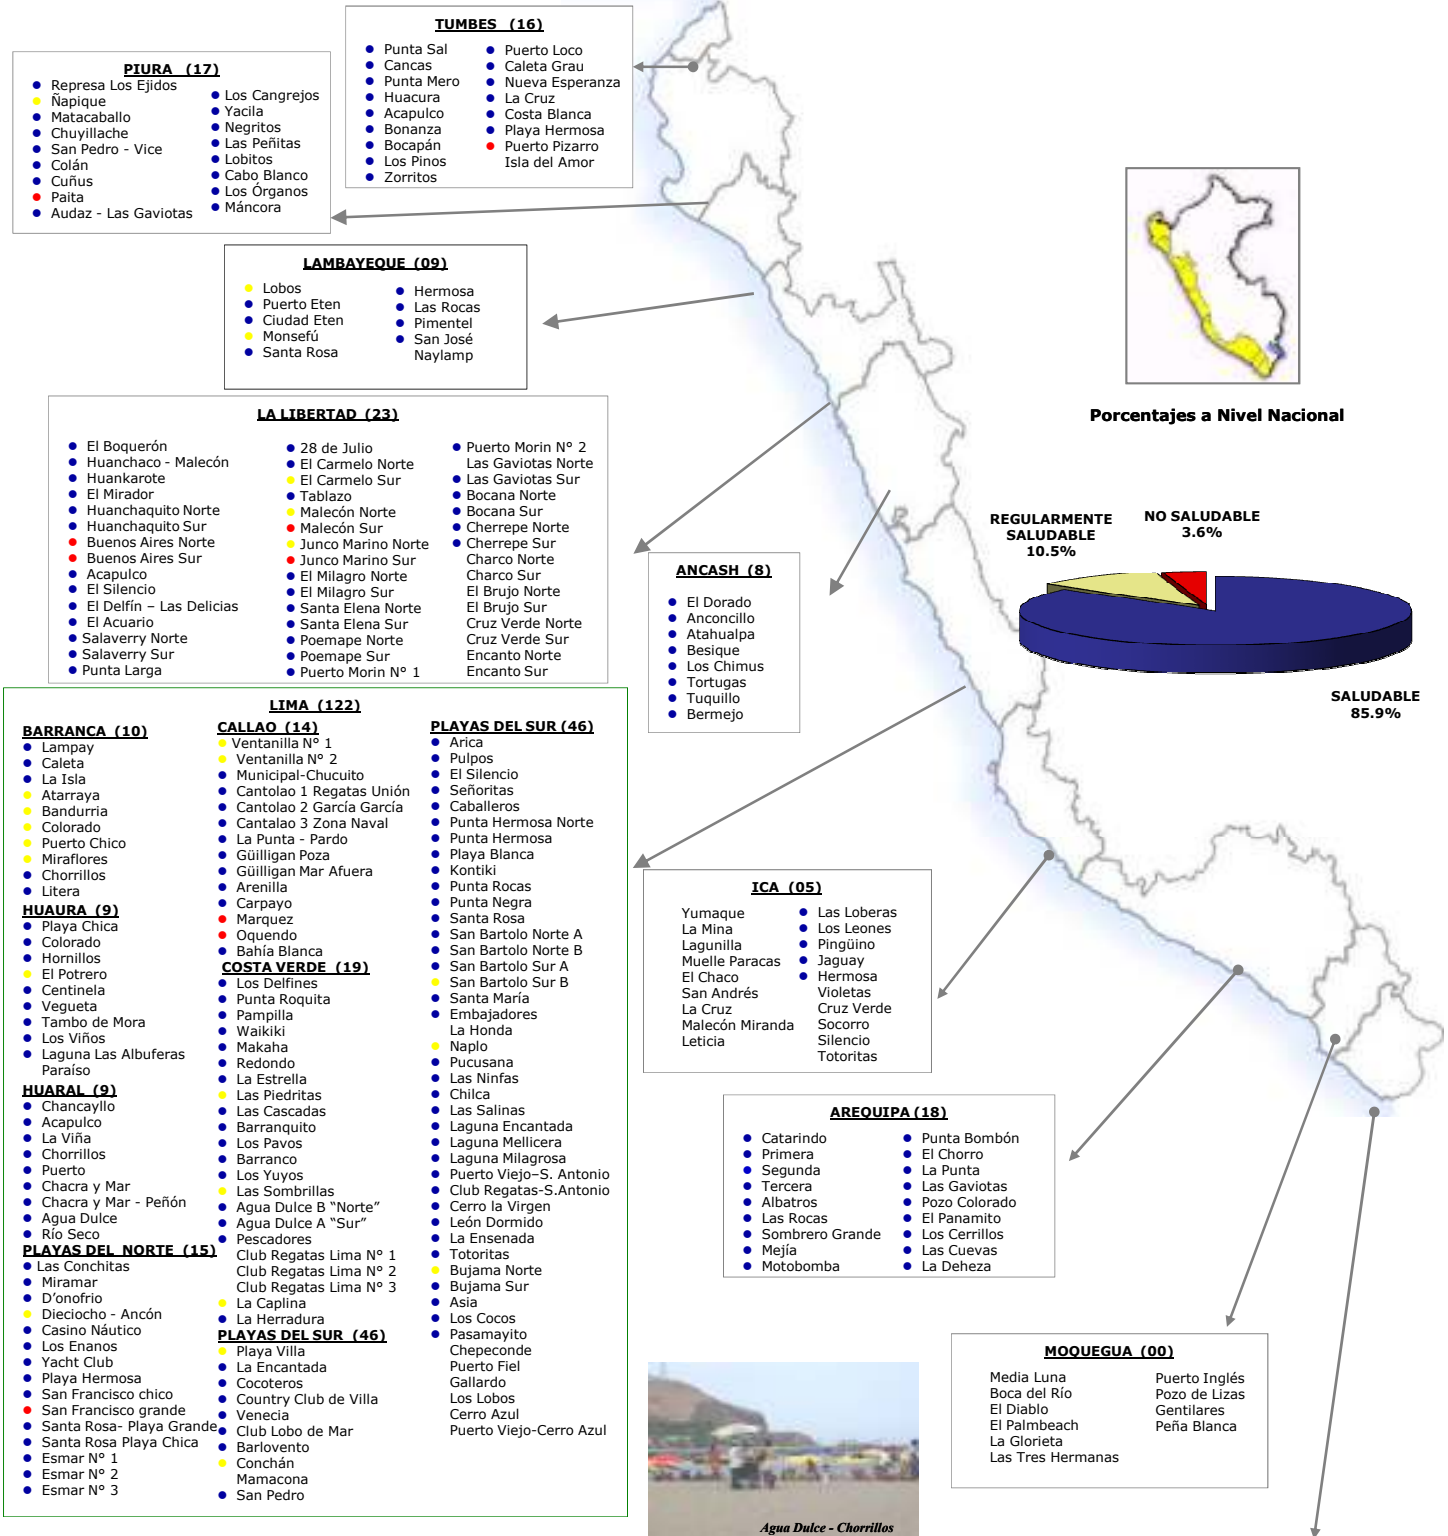 TUMBES (16)
Punta Sal
Cancas
Punta Mero
Huacura
Acapulco
Bonanza
Bocapán
Los Pinos
Zorritos
Puerto Loco
Caleta Grau
Nueva Esperanza
La Cruz
Costa Blanca
Playa Hermosa
Puerto Pizarro
Isla del Amor
PIURA (17)
Represa Los Ejidos
Ñapique
Matacaballo
Chuyillache
San Pedro - Vice
Colán
Cuñus
Paita
Audaz - Las Gaviotas
Los Cangrejos
Yacila
Negritos
Las Peñitas
Lobitos
Cabo Blanco
Los Órganos
Máncora
LAMBAYEQUE (09)
Lobos
Puerto Eten
Ciudad Eten
Monsefú
Santa Rosa
Hermosa
Las Rocas
Pimentel
San José
Naylamp
LA LIBERTAD (23)
El Boquerón
Huanchaco - Malecón
Huankarote
El Mirador
Huanchaquito Norte
Huanchaquito Sur
Buenos Aires Norte
Buenos Aires Sur
Acapulco
El Silencio
El Delfín – Las Delicias
El Acuario
Salaverry Norte
Salaverry Sur
Punta Larga
28 de Julio
El Carmelo Norte
El Carmelo Sur
Tablazo
Malecón Norte
Malecón Sur
Junco Marino Norte
Junco Marino Sur
El Milagro Norte
El Milagro Sur
Santa Elena Norte
Santa Elena Sur
Poemape Norte
Poemape Sur
Puerto Morin N° 1
Puerto Morin N° 2
Las Gaviotas Norte
Las Gaviotas Sur
Bocana Norte
Bocana Sur
Cherrepe Norte
Cherrepe Sur
Charco Norte
Charco Sur
El Brujo Norte
El Brujo Sur
Cruz Verde Norte
Cruz Verde Sur
Encanto Norte
Encanto Sur
Porcentajes a Nivel Nacional
REGULARMENTE
SALUDABLE
10.5%
NO SALUDABLE
3.6%
SALUDABLE
85.9%
ANCASH (8)
El Dorado
Anconcillo
Atahualpa
Besique
Los Chimus
Tortugas
Tuquillo
Bermejo
LIMA (122)
BARRANCA (10)
Lampay
Caleta
La Isla
Atarraya
Bandurria
Colorado
Puerto Chico
Miraflores
Chorrillos
Litera
HUAURA (9)
Playa Chica
Colorado
Hornillos
El Potrero
Centinela
Vegueta
Tambo de Mora
Los Viños
Laguna Las Albuferas
Paraíso
HUARAL (9)
Chancayllo
Acapulco
La Viña
Chorrillos
Puerto
Chacra y Mar
Chacra y Mar - Peñón
Agua Dulce
Río Seco
PLAYAS DEL NORTE (15)
Las Conchitas
Miramar
D'onofrio
Dieciocho - Ancón
Casino Náutico
Los Enanos
Yacht Club
Playa Hermosa
San Francisco chico
San Francisco grande
Santa Rosa- Playa Grande
Santa Rosa Playa Chica
Esmar N° 1
Esmar N° 2
Esmar N° 3
CALLAO (14)
Ventanilla N° 1
Ventanilla N° 2
Municipal-Chucuito
Cantolao 1 Regatas Unión
Cantolao 2 García García
Cantalao 3 Zona Naval
La Punta - Pardo
Güilligan Poza
Güilligan Mar Afuera
Arenilla
Carpayo
Marquez
Oquendo
Bahía Blanca
COSTA VERDE (19)
Los Delfines
Punta Roquita
Pampilla
Waikiki
Makaha
Redondo
La Estrella
Las Piedritas
Las Cascadas
Barranquito
Los Pavos
Barranco
Los Yuyos
Las Sombrillas
Agua Dulce B “Norte”
Agua Dulce A “Sur”
Pescadores
Club Regatas Lima N° 1
Club Regatas Lima N° 2
Club Regatas Lima N° 3
La Caplina
La Herradura
PLAYAS DEL SUR (46)
Playa Villa
La Encantada
Cocoteros
Country Club de Villa
Venecia
Club Lobo de Mar
Barlovento
Conchán
Mamacona
San Pedro
PLAYAS DEL SUR (46)
Arica
Pulpos
El Silencio
Señoritas
Caballeros
Punta Hermosa Norte
Punta Hermosa
Playa Blanca
Kontiki
Punta Rocas
Punta Negra
Santa Rosa
San Bartolo Norte A
San Bartolo Norte B
San Bartolo Sur A
San Bartolo Sur B
Santa María
Embajadores
La Honda
Naplo
Pucusana
Las Ninfas
Chilca
Las Salinas
Laguna Encantada
Laguna Mellicera
Laguna Milagrosa
Puerto Viejo–S. Antonio
Club Regatas-S.Antonio
Cerro la Virgen
León Dormido
La Ensenada
Totoritas
Bujama Norte
Bujama Sur
Asia
Los Cocos
Pasamayito
Chepeconde
Puerto Fiel
Gallardo
Los Lobos
Cerro Azul
Puerto Viejo-Cerro Azul
ICA (05)
Yumaque
La Mina
Lagunilla
Muelle Paracas
El Chaco
San Andrés
La Cruz
Malecón Miranda
Leticia
Las Loberas
Los Leones
Pingüino
Jaguay
Hermosa
Violetas
Cruz Verde
Socorro
Silencio
Totoritas
AREQUIPA (18)
Catarindo
Primera
Segunda
Tercera
Albatros
Las Rocas
Sombrero Grande
Mejía
Motobomba
Punta Bombón
El Chorro
La Punta
Las Gaviotas
Pozo Colorado
El Panamito
Los Cerrillos
Las Cuevas
La Deheza
MOQUEGUA (00)
Media Luna
Boca del Río
El Diablo
El Palmbeach
La Glorieta
Las Tres Hermanas
Puerto Inglés
Pozo de Lizas
Gentilares
Peña Blanca
Agua Dulce - Chorrillos